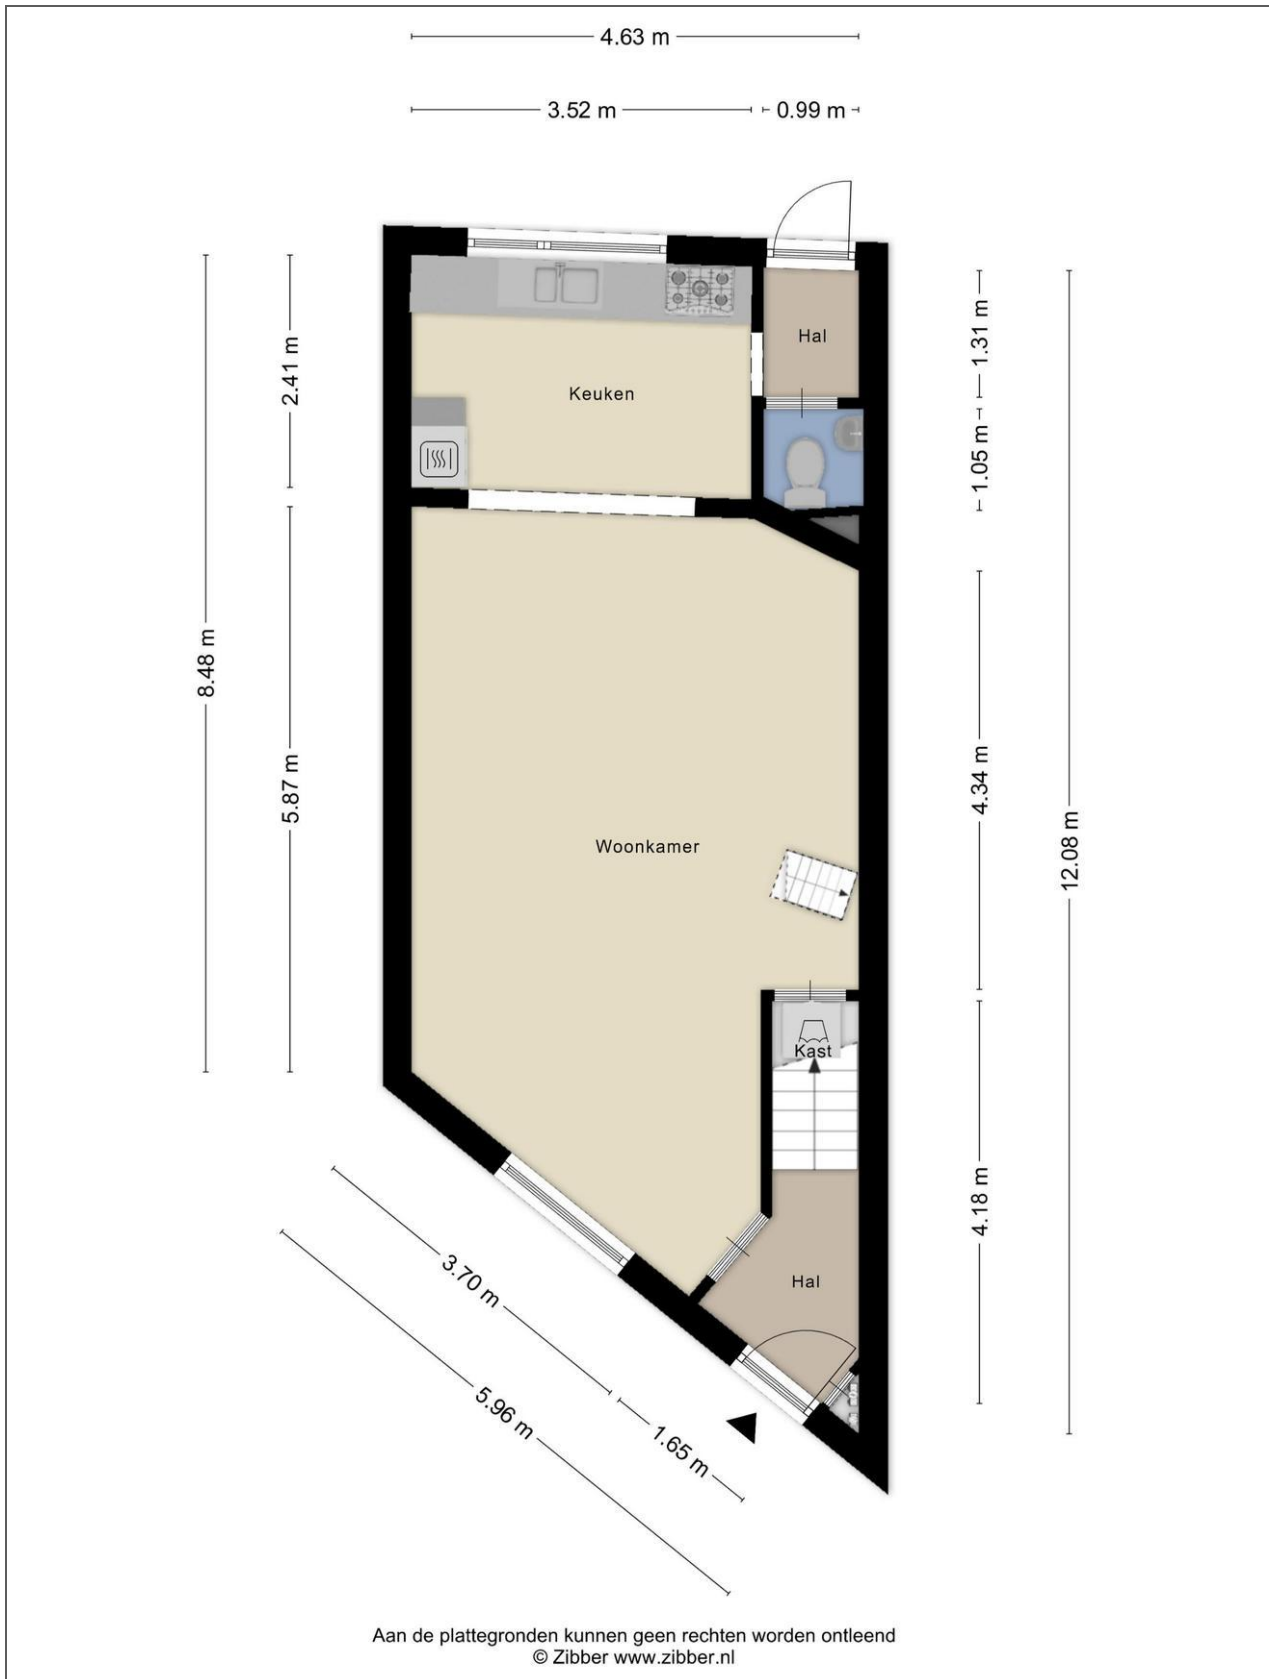 4.63 m
3.52 m
0.99 m
Hal
1.31 m
2.41 m
Keuken
1.05 m
8.48 m
5.87 m
4.34 m
12.08 m
Woonkamer
Kast
4.18 m
Hal
3.70 m
5.96 m
1.65 m
Aan de plattegronden kunnen geen rechten worden ontleend
© Zibber www.zibber.nl